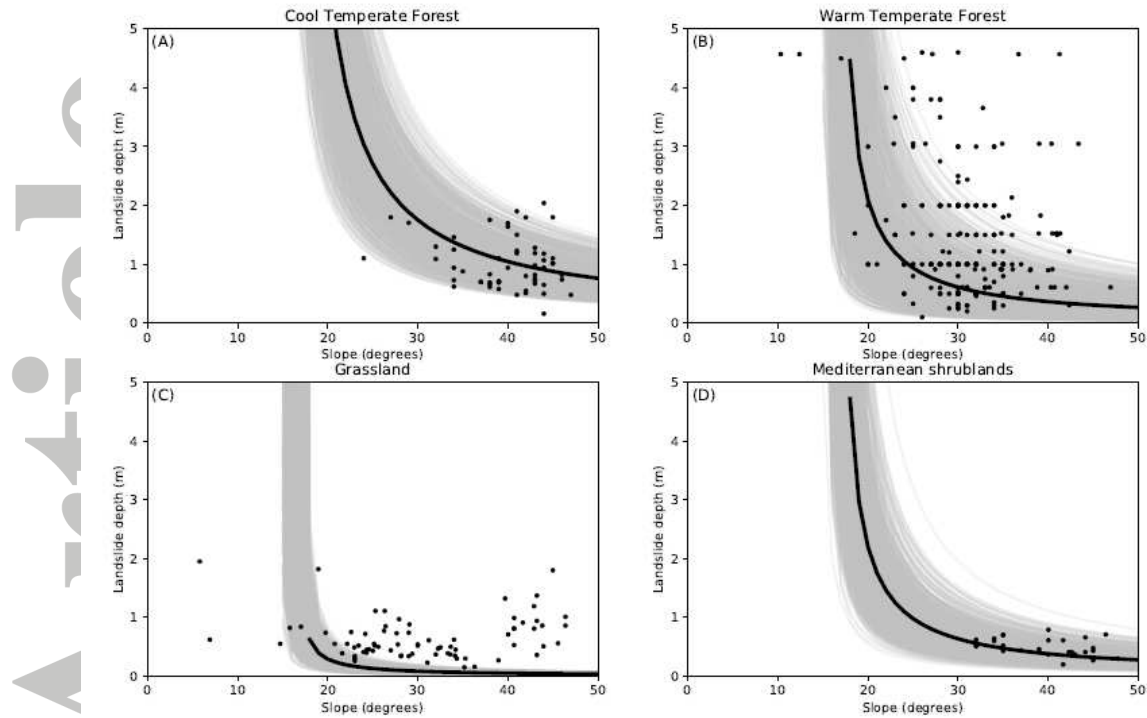 Cool Temperate Forest
(A)
Landslide depth (m)
5
4
3
2
1
0
0 10 20 30 40 50
Slope (degrees)
Warm Temperate Forest
(B)
Landslide depth (m)
5
4
3
2
1
0
0 10 20 30 40 50
Slope (degrees)
Grassland
(C)
Landslide depth (m)
5
4
3
2
1
0
0 10 20 30 40 50
Slope (degrees)
Mediterranean shrublands
(D)
Landslide depth (m)
5
4
3
2
1
0
0 10 20 30 40 50
Slope (degrees)